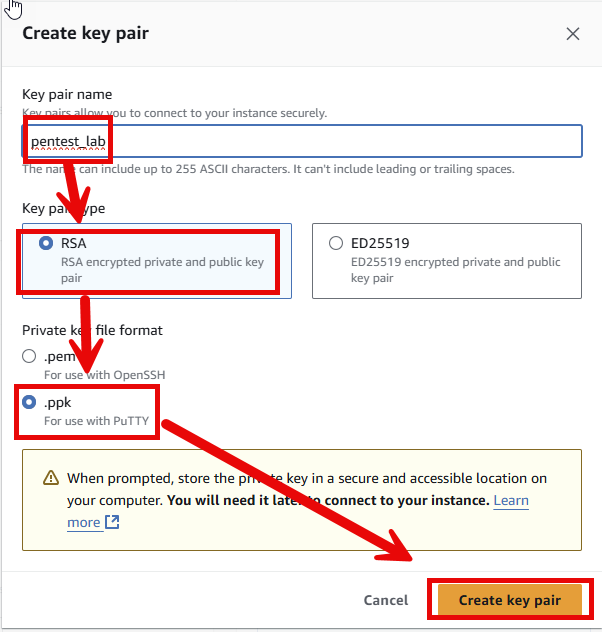 Create key pair
Key pair name
Key pairs allow you to connect to your instance securely.
pentest_lab
The name can include up to 255 ASCII characters. It can't include leading or trailing spaces.
Key pair type
RSA
RSA encrypted private and public key
pair
ED25519
ED25519 encrypted private and public
key pair
Private key file format
.pem
For use with OpenSSH
.ppk
For use with PuTTY
When prompted, store the private key in a secure and accessible location on
your computer. You will need it later to connect to your instance. Learn
more
Cancel
Create key pair